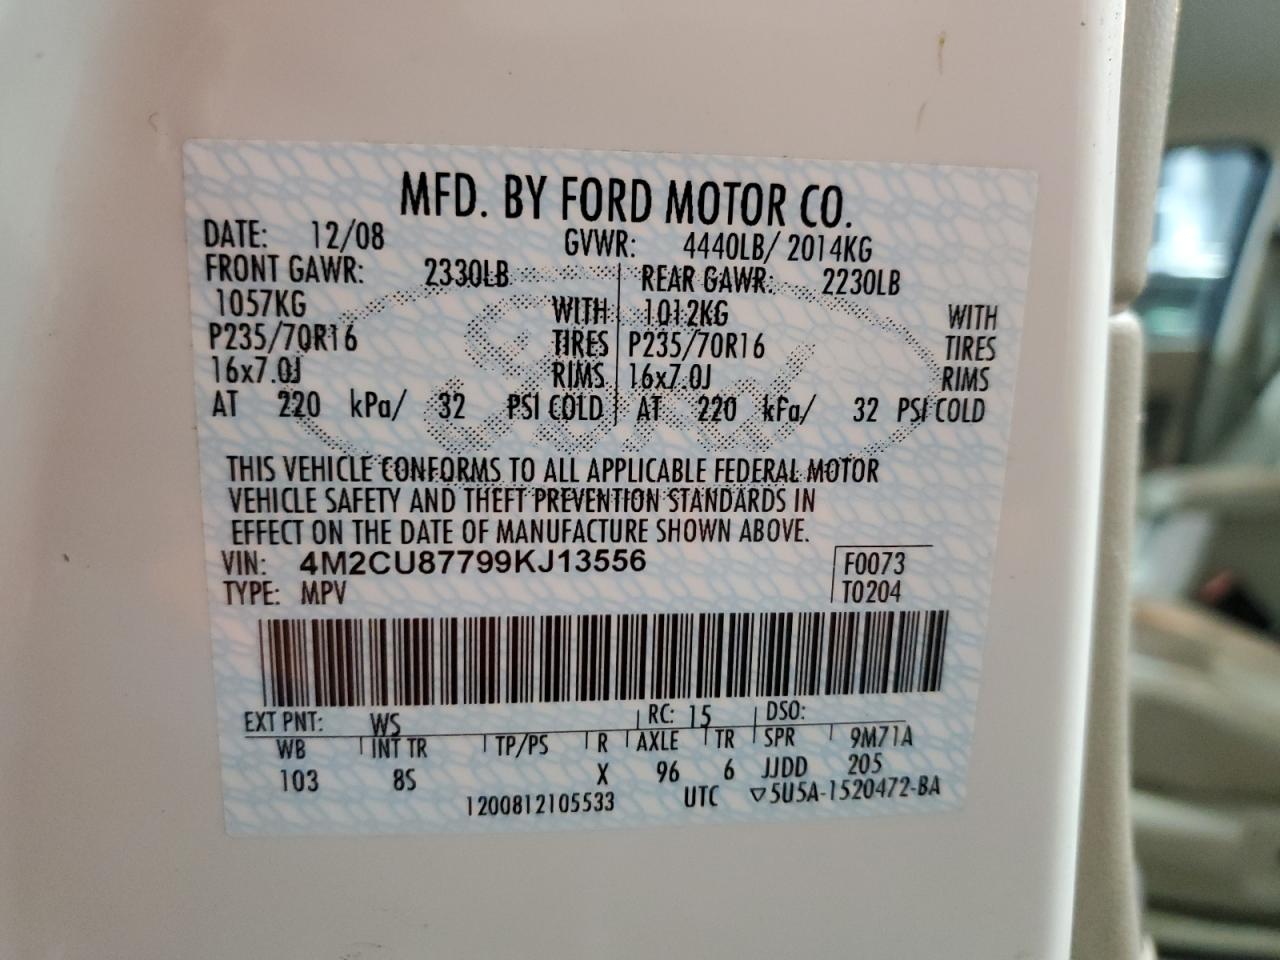 MFD. BY FORD MOTOR CO.
DATE: 12/08 GVWR: 4440LB/ 2014KG
FRONT GAWR: 2330LB REAR GAWR: 2230LB
1057KG WITH 1012KG WITH
P235/70R16 TIRES P235/70R16 TIRES
16x7.0J RIMS 16x7.0J RIMS
AT 220 kPa/ 32 PSI COLD AT 220 kPa/ 32 PSI COLD
THIS VEHICLE CONFORMS TO ALL APPLICABLE FEDERAL MOTOR
VEHICLE SAFETY AND THEFT PREVENTION STANDARDS IN
EFFECT ON THE DATE OF MANUFACTURE SHOWN ABOVE.
VIN: 4M2CU87799KJ13556 F0073
TYPE: MPV T0204
EXT PNT: WS RC: 15 DSO:
WB INT TR TP/PS R AXLE TR SPR 9M71A
103 8S X 96 6 JJDD 205
1200812105533 UTC ▽5U5A-1520472-BA